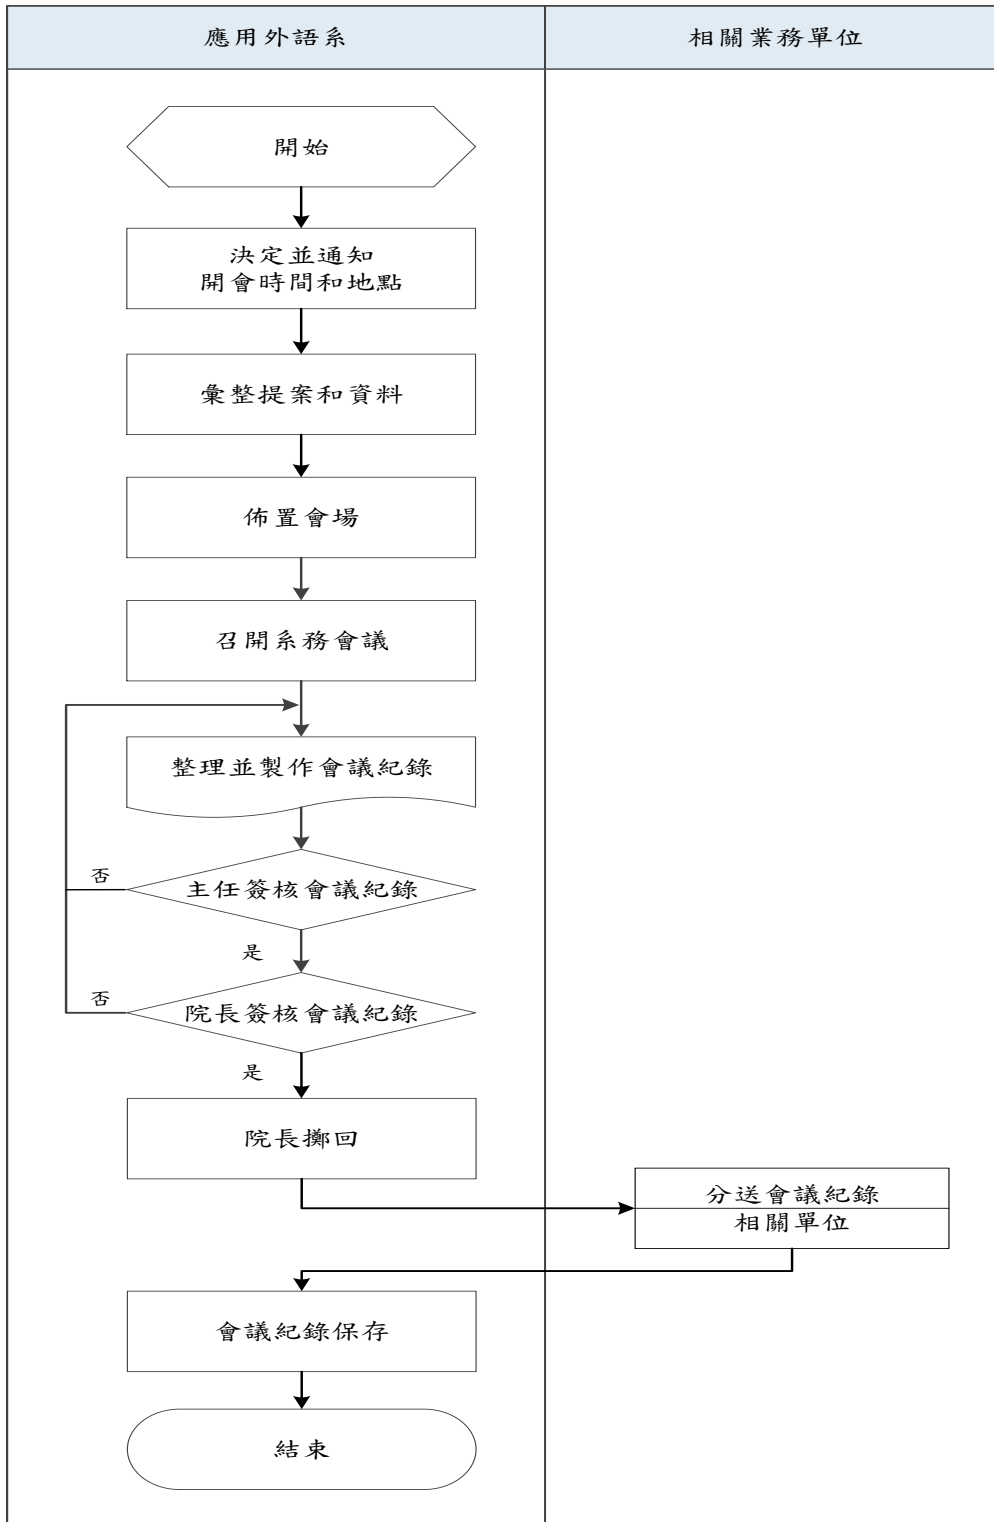 應用外語系
相關業務單位
開始
決定並通知
開會時間和地點
彙整提案和資料
佈置會場
召開系務會議
整理並製作會議紀錄
否
主任簽核會議紀錄
是
否
院長簽核會議紀錄
是
院長擲回
分送會議紀錄
相關單位
會議紀錄保存
結束